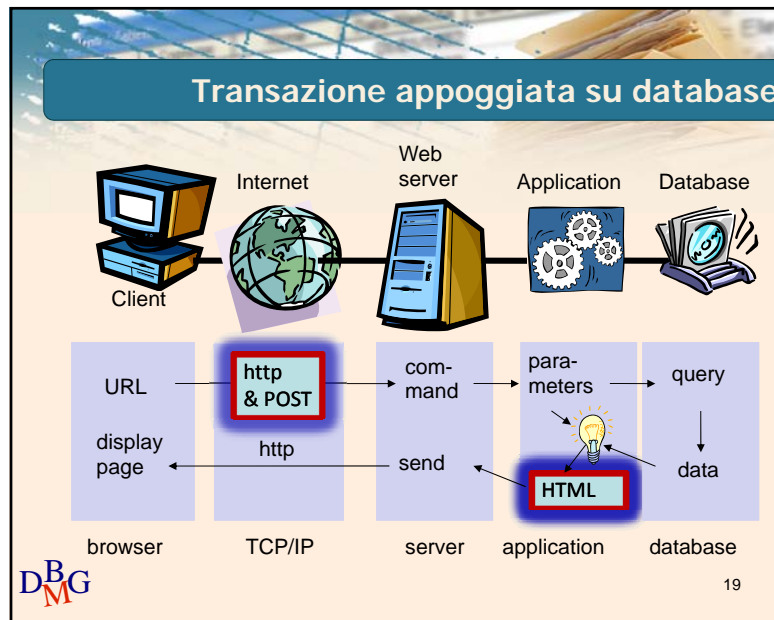 Transazione appoggiata su database
Internet
Web
server
Application
Database
Client
URL
http
& POST
com-
mand
para-
meters
query
display
page
http
send
HTML
data
browser
TCP/IP
server
application
database
DBMG
19